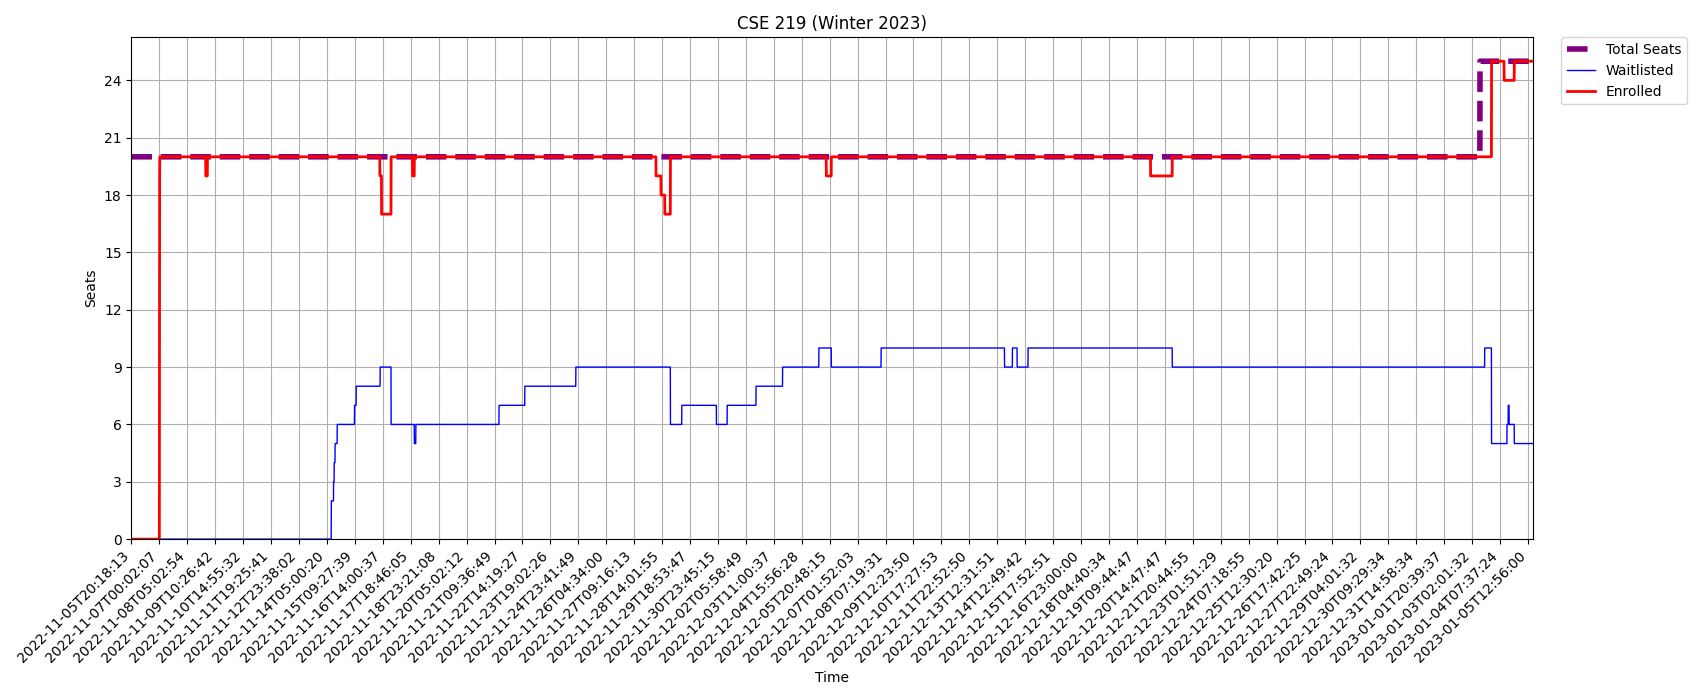 CSE 219 (Winter 2023)
Total Seats
Waitlisted
Enrolled
Seats
24
21
18
15
12
9
6
3
0
2022-11-05T20:18:13
2022-11-07T00:02:07
2022-11-08T05:02:54
2022-11-09T10:26:42
2022-11-10T14:55:32
2022-11-11T19:25:41
2022-11-12T23:38:02
2022-11-14T05:00:20
2022-11-15T09:27:39
2022-11-16T14:00:37
2022-11-17T18:46:05
2022-11-18T23:21:08
2022-11-20T05:02:12
2022-11-21T09:36:49
2022-11-22T14:19:27
2022-11-23T19:02:26
2022-11-24T23:41:49
2022-11-26T04:34:00
2022-11-27T09:16:13
2022-11-28T14:01:55
2022-11-29T18:53:47
2022-11-30T23:45:15
2022-12-02T05:58:49
2022-12-03T11:00:37
2022-12-04T15:56:28
2022-12-05T20:48:15
2022-12-07T01:52:03
2022-12-08T07:19:31
2022-12-09T12:23:50
2022-12-10T17:27:53
2022-12-11T22:52:50
2022-12-13T12:31:51
2022-12-14T12:49:42
2022-12-15T17:52:51
2022-12-16T23:00:00
2022-12-18T04:40:34
2022-12-19T09:44:47
2022-12-20T14:47:47
2022-12-21T20:44:55
2022-12-23T01:51:29
2022-12-24T07:18:55
2022-12-25T12:30:20
2022-12-26T17:42:25
2022-12-27T22:49:24
2022-12-29T04:01:32
2022-12-30T09:29:34
2022-12-31T14:58:34
2023-01-01T20:39:37
2023-01-03T02:01:32
2023-01-04T07:37:24
2023-01-05T12:56:00
Time